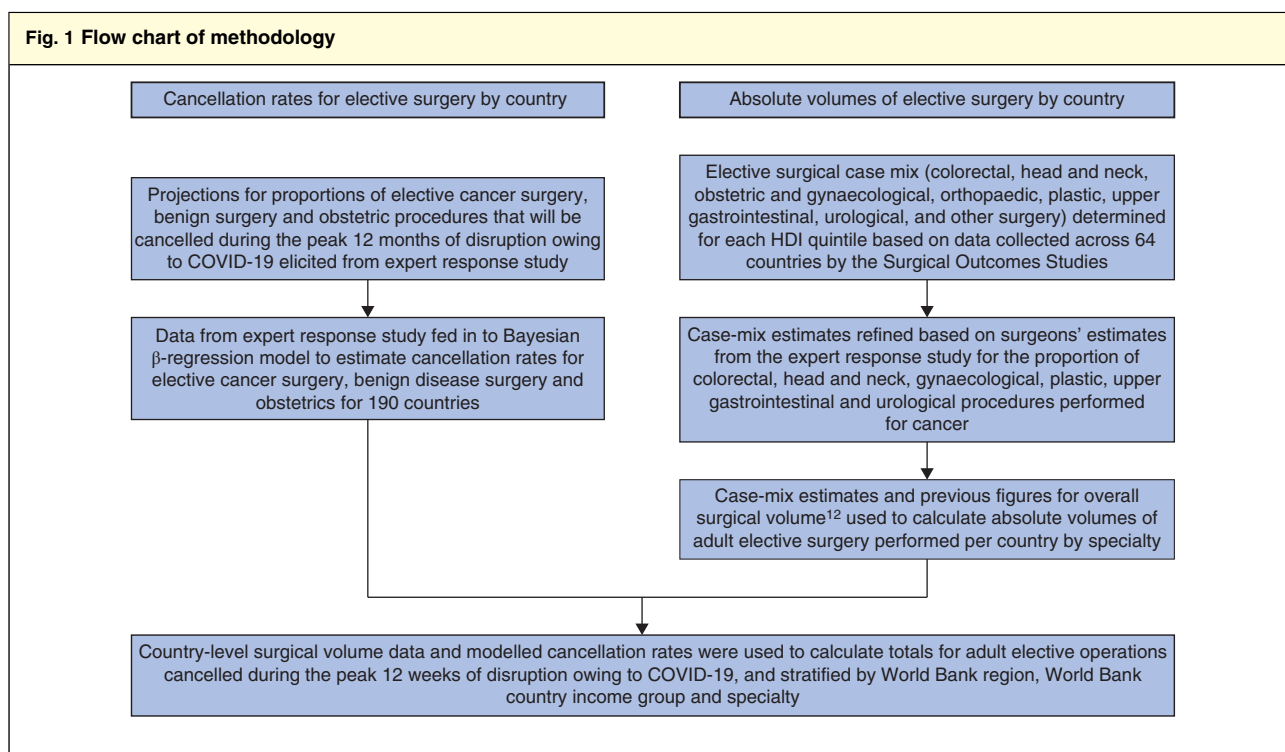 Fig. 1 Flow chart of methodology
Cancellation rates for elective surgery by country
Projections for proportions of elective cancer surgery,
benign surgery and obstetric procedures that will be
cancelled during the peak 12 months of disruption owing
to COVID-19 elicited from expert response study
Data from expert response study fed in to Bayesian
β-regression model to estimate cancellation rates for
elective cancer surgery, benign disease surgery and
obstetrics for 190 countries
Absolute volumes of elective surgery by country
Elective surgical case mix (colorectal, head and neck,
obstetric and gynaecological, orthopaedic, plastic, upper
gastrointestinal, urological, and other surgery) determined
for each HDI quintile based on data collected across 64
countries by the Surgical Outcomes Studies
Case-mix estimates refined based on surgeons' estimates
from the expert response study for the proportion of
colorectal, head and neck, gynaecological, plastic, upper
gastrointestinal and urological procedures performed
for cancer
Case-mix estimates and previous figures for overall
surgical volume¹² used to calculate absolute volumes of
adult elective surgery performed per country by specialty
Country-level surgical volume data and modelled cancellation rates were used to calculate totals for adult elective operations
cancelled during the peak 12 weeks of disruption owing to COVID-19, and stratified by World Bank region, World Bank
country income group and specialty